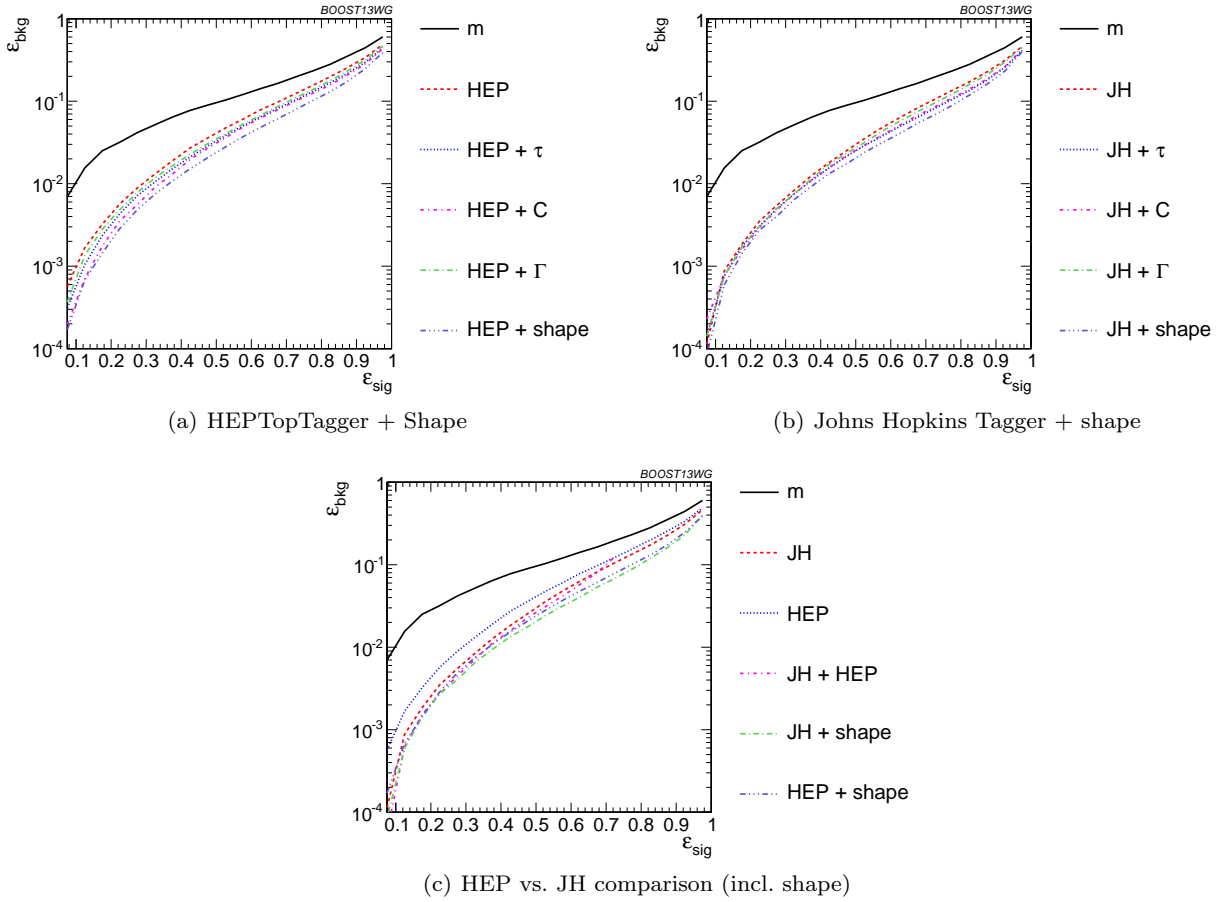 BOOST13WG
ε_bkg
1
10⁻¹
10⁻²
10⁻³
10⁻⁴
0.1 0.2 0.3 0.4 0.5 0.6 0.7 0.8 0.9 1
ε_sig
m
HEP
HEP + τ
HEP + C
HEP + Γ
HEP + shape
(a) HEPTopTagger + Shape
BOOST13WG
ε_bkg
1
10⁻¹
10⁻²
10⁻³
10⁻⁴
0.1 0.2 0.3 0.4 0.5 0.6 0.7 0.8 0.9 1
ε_sig
m
JH
JH + τ
JH + C
JH + Γ
JH + shape
(b) Johns Hopkins Tagger + shape
BOOST13WG
ε_bkg
1
10⁻¹
10⁻²
10⁻³
10⁻⁴
0.1 0.2 0.3 0.4 0.5 0.6 0.7 0.8 0.9 1
ε_sig
m
JH
HEP
JH + HEP
JH + shape
HEP + shape
(c) HEP vs. JH comparison (incl. shape)